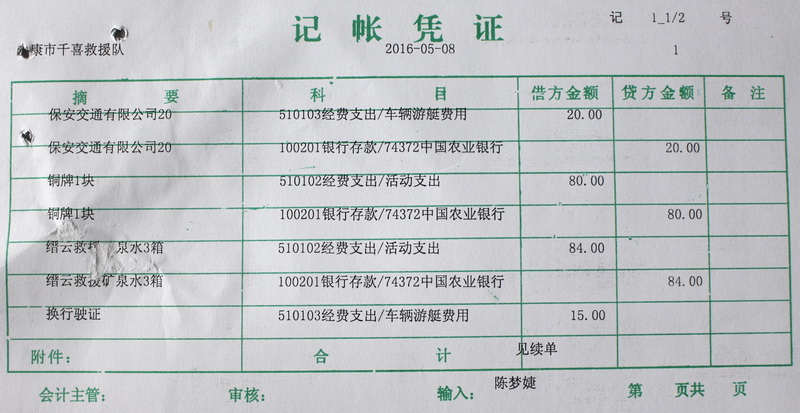 记 帐 凭 证
记 1_1/2 号
康市千喜救援队 2016-05-08 1
摘 要 科 目 借方金额 贷方金额 备 注
保安交通有限公司20 510103经费支出/车辆游艇费用 20.00
保安交通有限公司20 100201银行存款/74372中国农业银行 20.00
铜牌1块 510102经费支出/活动支出 80.00
铜牌1块 100201银行存款/74372中国农业银行 80.00
缙云救援 泉水3箱 510102经费支出/活动支出 84.00
缙云救援矿泉水3箱 100201银行存款/74372中国农业银行 84.00
换行驶证 510103经费支出/车辆游艇费用 15.00
附件: 合 计 见续单
会计主管: 审核: 输入: 陈梦婕 第 页共 页